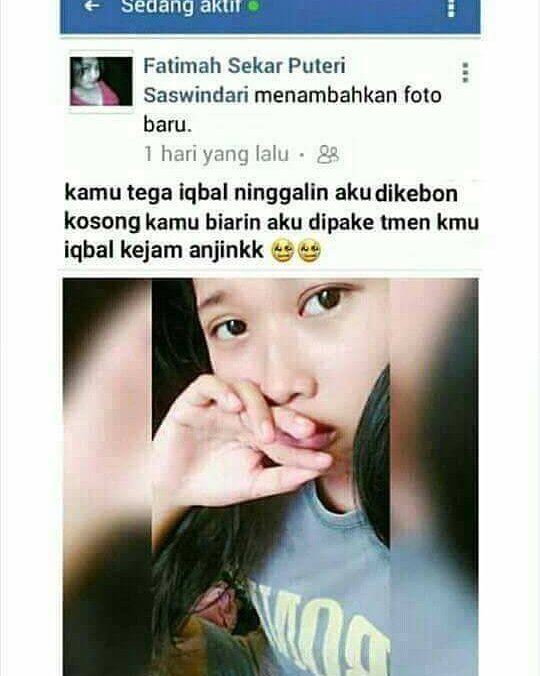 Sedang aktif
Fatimah Sekar Puteri
Saswindari menambahkan foto
baru.
1 hari yang lalu ·
kamu tega iqbal ninggalin aku dikebon
kosong kamu biarin aku dipake tmen kmu
iqbal kejam anjinkk 😢😢